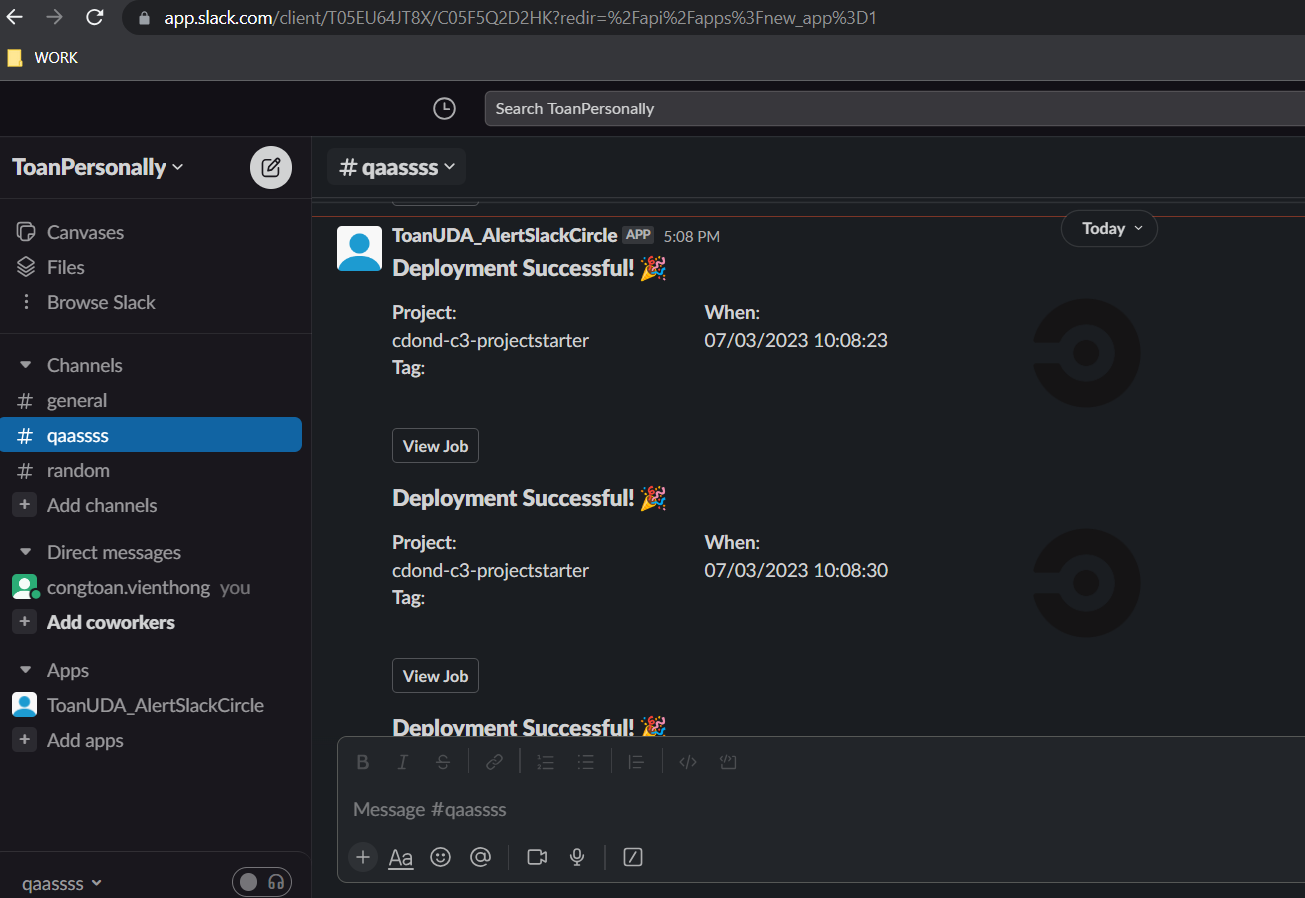 app.slack.com/client/T05EU64JT8X/C05F5Q2D2HK?redir=%2Fapi%2Fapps%3Fnew_app%3D1
WORK
Search ToanPersonally
ToanPersonally
# qaassss
Canvases
Files
Browse Slack
Channels
# general
# qaassss
# random
+ Add channels
Direct messages
congtoan.vienthong you
+ Add coworkers
Apps
ToanUDA_AlertSlackCircle
+ Add apps
qaassss
Today
ToanUDA_AlertSlackCircle APP 5:08 PM
Deployment Successful! 🎉
Project: When:
cdond-c3-projectstarter 07/03/2023 10:08:23
Tag:
View Job
Deployment Successful! 🎉
Project: When:
cdond-c3-projectstarter 07/03/2023 10:08:30
Tag:
View Job
Deployment Successful! 🎉
B I S
Message #qaassss
+ Aa @